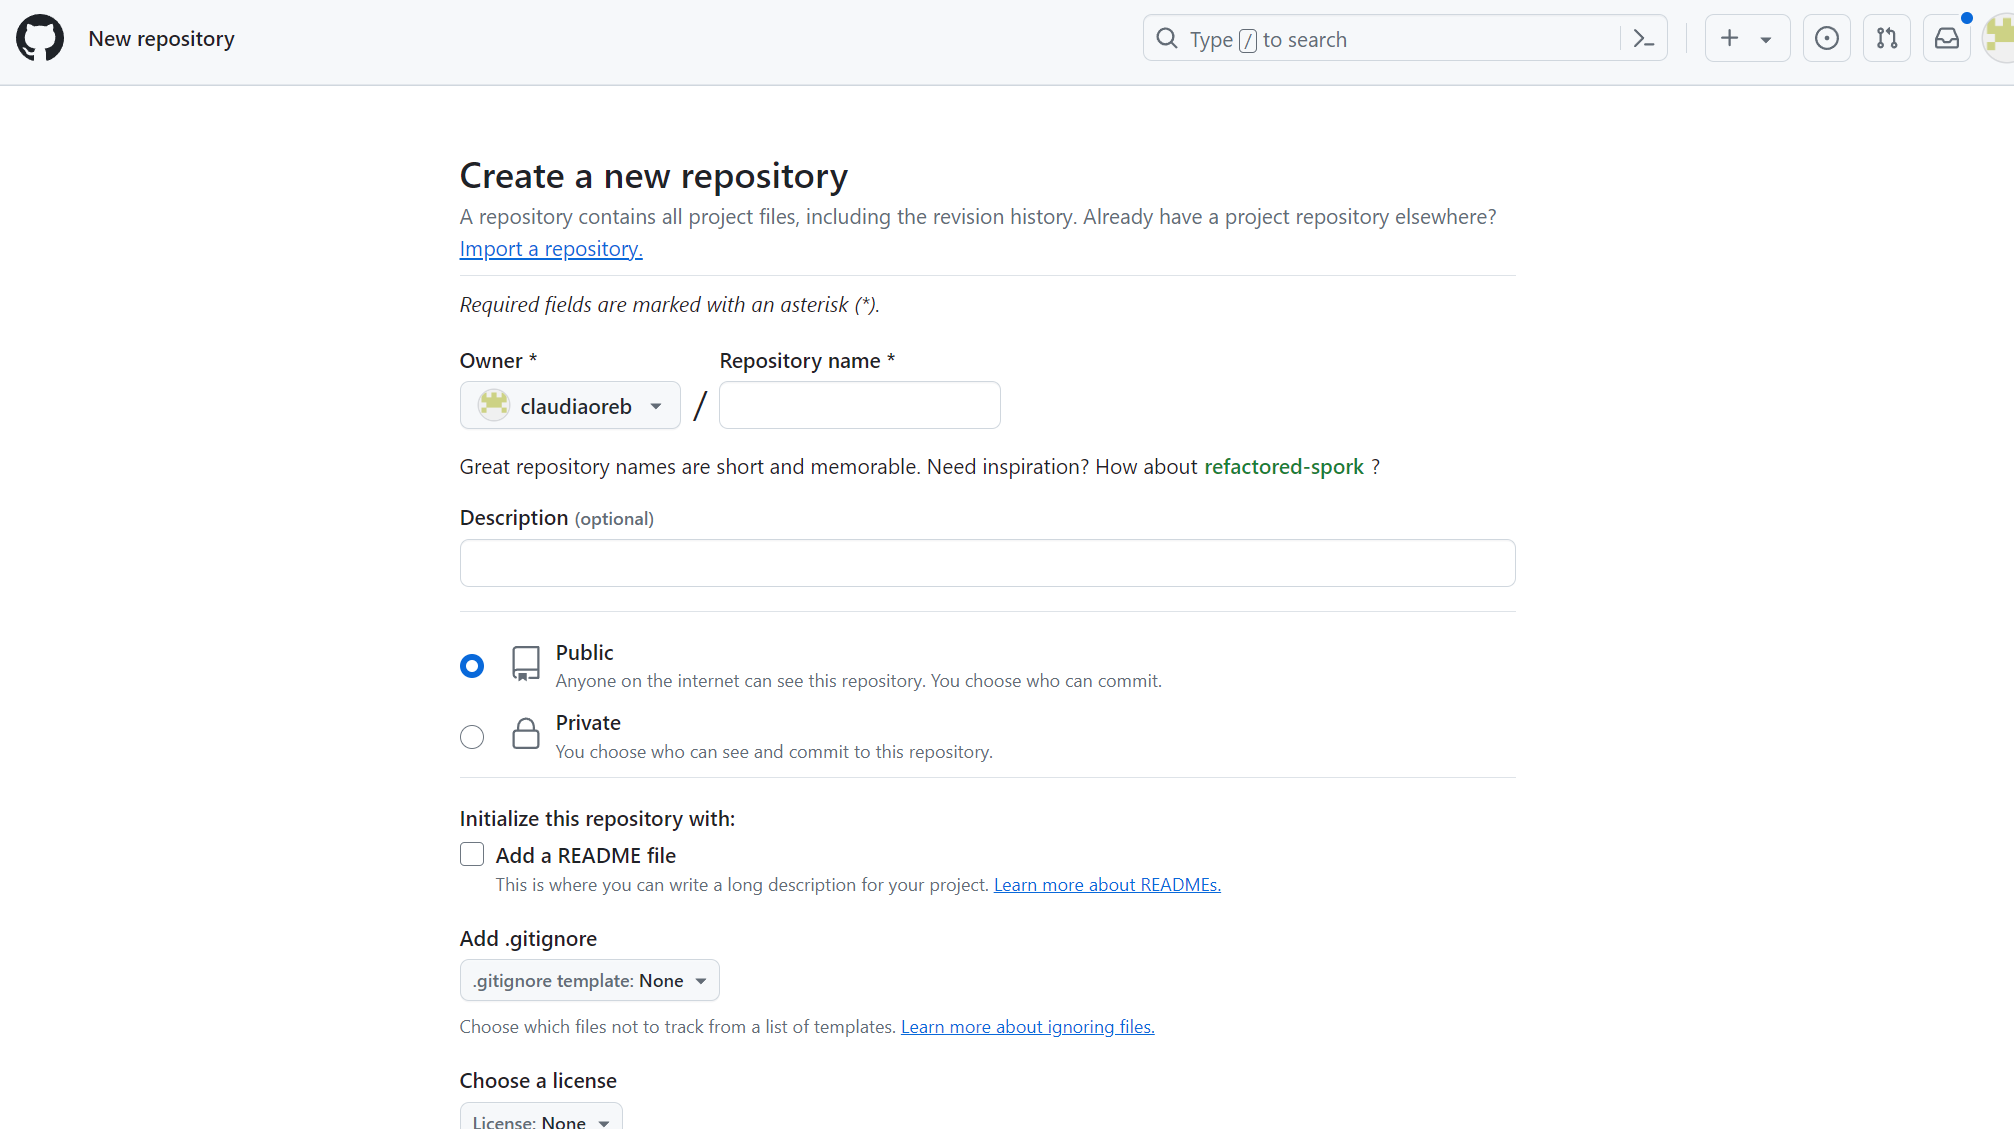 New repository
Type / to search
Create a new repository
A repository contains all project files, including the revision history. Already have a project repository elsewhere?
Import a repository.
Required fields are marked with an asterisk (*).
Owner *
Repository name *
claudiaoreb
/
Great repository names are short and memorable. Need inspiration? How about refactored-spork ?
Description (optional)
Public
Anyone on the internet can see this repository. You choose who can commit.
Private
You choose who can see and commit to this repository.
Initialize this repository with:
Add a README file
This is where you can write a long description for your project. Learn more about READMEs.
Add .gitignore
.gitignore template: None
Choose which files not to track from a list of templates. Learn more about ignoring files.
Choose a license
License: None